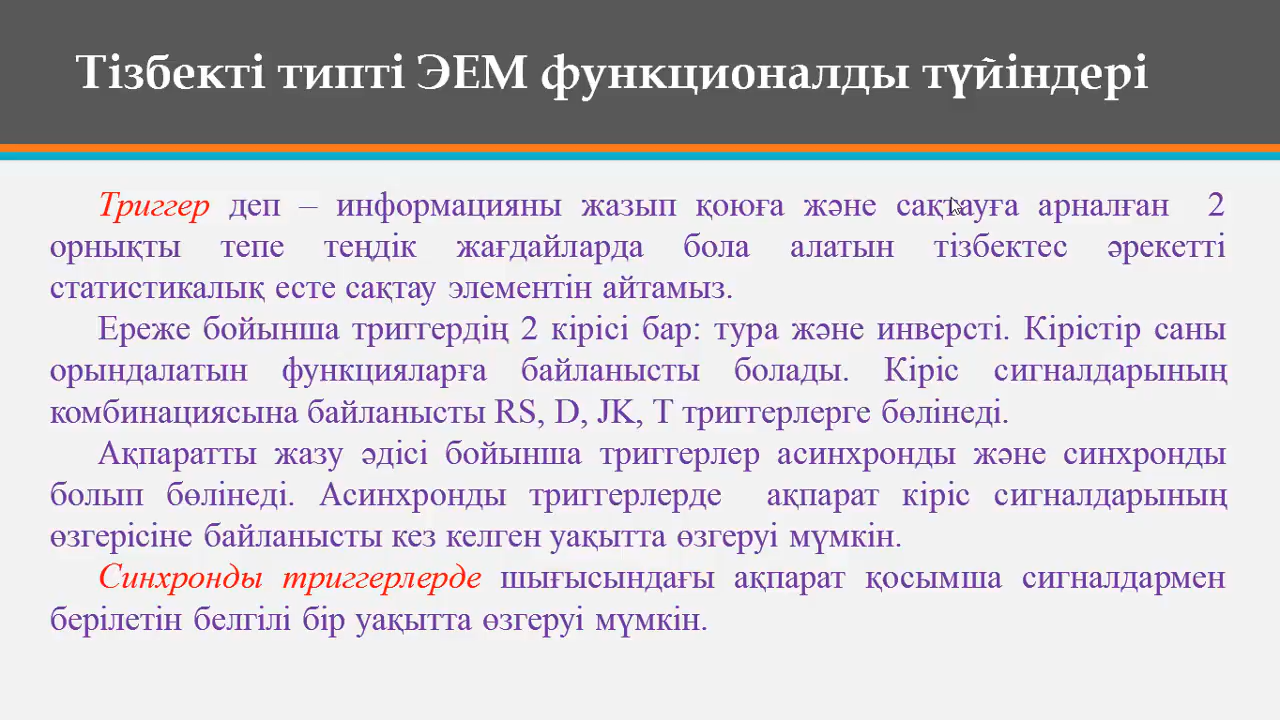 Тізбекті типті ЭЕМ функционалды түйіндері
Триггер деп – информацияны жазып қоюға және сақтауға арналған 2
орнықты тепе теңдік жағдайларда бола алатын тізбектес әрекетті
статистикалық есте сақтау элементін айтамыз.
Ереже бойынша триггердің 2 кірісі бар: тура және инверсті. Кірістір саны
орындалатын функцияларға байланысты болады. Кіріс сигналдарының
комбинациясына байланысты RS, D, JK, T триггерлерге бөлінеді.
Ақпаратты жазу әдісі бойынша триггерлер асинхронды және синхронды
болып бөлінеді. Асинхронды триггерлерде ақпарат кіріс сигналдарының
өзгерісіне байланысты кез келген уақытта өзгеруі мүмкін.
Синхронды триггерлерде шығысындағы ақпарат қосымша сигналдармен
берілетін белгілі бір уақытта өзгеруі мүмкін.